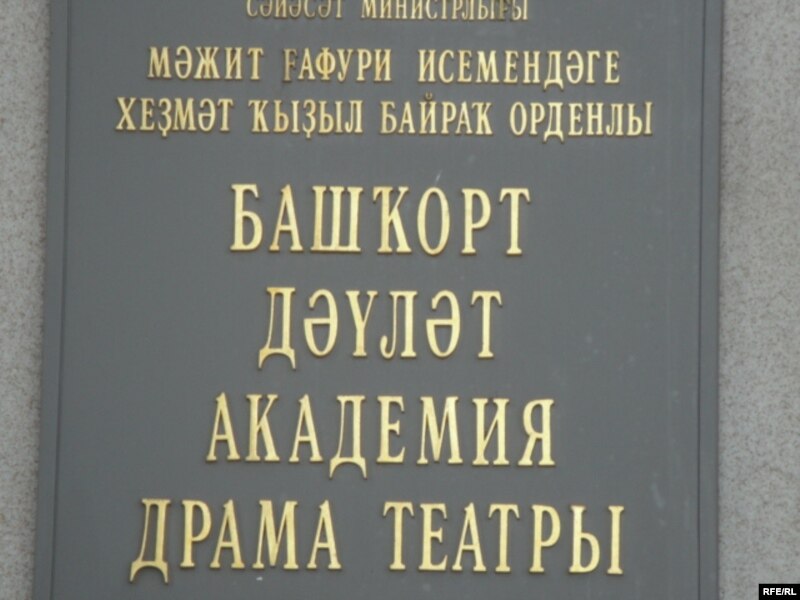 СӘЙӘСӘТ МИНИСТРЛЫҒЫ
МӘЖИТ ҒАФУРИ ИСЕМЕНДӘГЕ
ХЕҘМӘТ ҠЫҘЫЛ БАЙРАҠ ОРДЕНЛЫ
БАШҠОРТ
ДӘҮЛӘТ
АКАДЕМИЯ
ДРАМА ТЕАТРЫ
RFE/RL